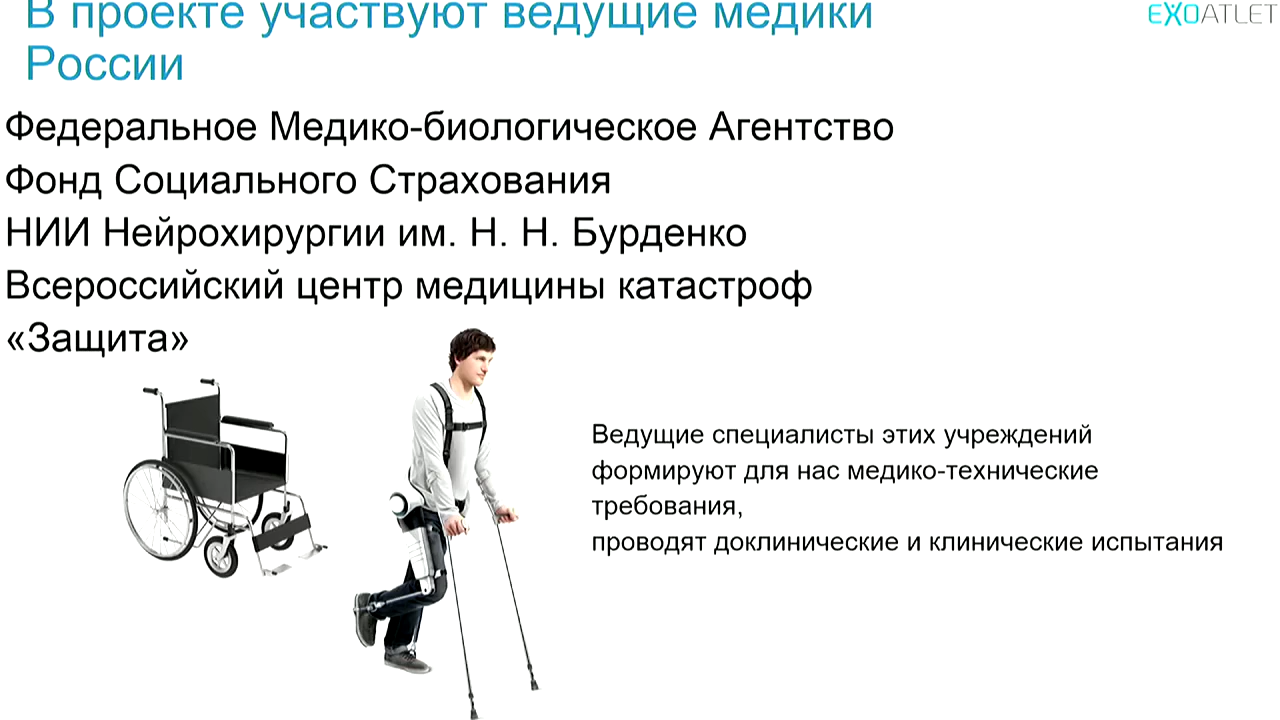 В проекте участвуют ведущие медики
России
EXOATLET
Федеральное Медико-биологическое Агентство
Фонд Социального Страхования
НИИ Нейрохирургии им. Н. Н. Бурденко
Всероссийский центр медицины катастроф
«Защита»
Ведущие специалисты этих учреждений
формируют для нас медико-технические
требования,
проводят доклинические и клинические испытания